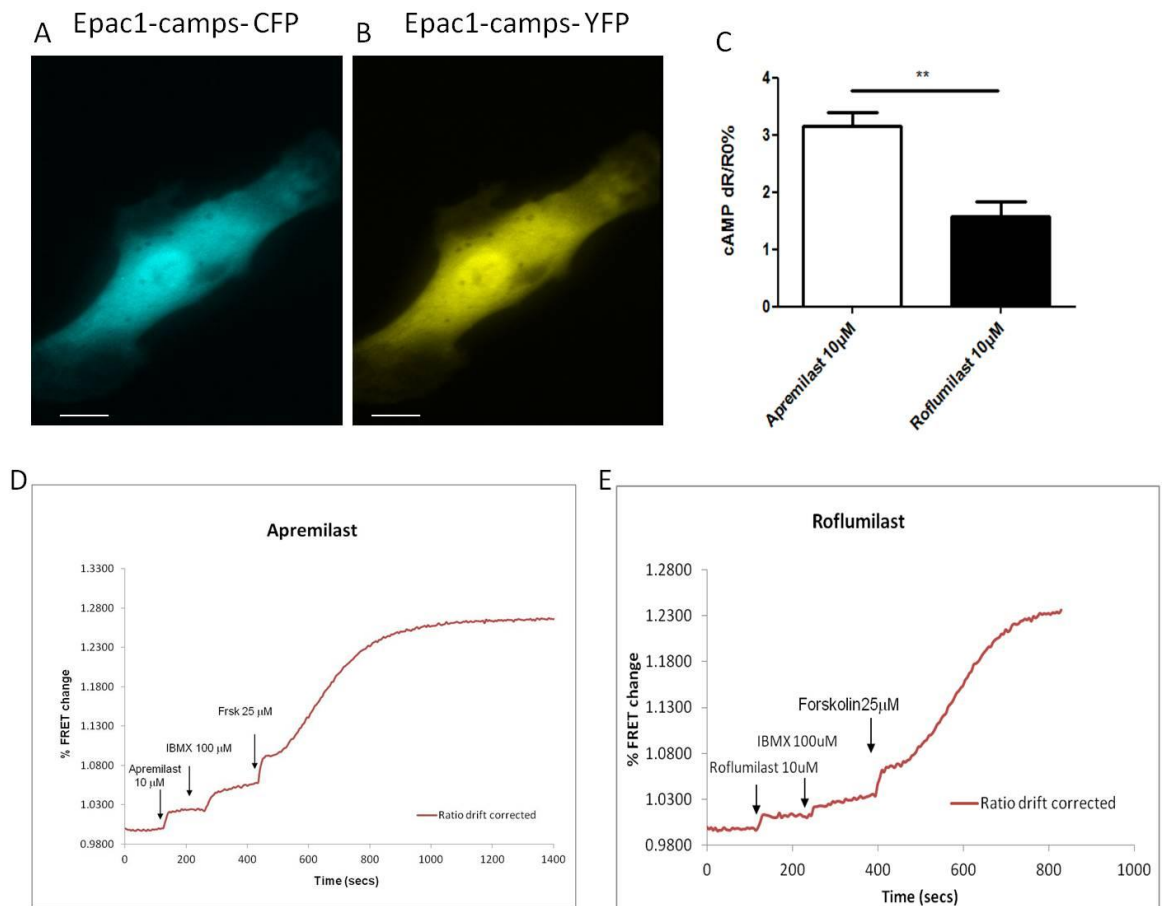 A Epac1-camps-CFP
B Epac1-camps-YFP
C
**
4
3
2
1
0
cAMP dR/R0%
Apremilast 10µM
Roflumilast 10µM
D
Apremilast
1.3300
1.2800
1.2300
1.1800
1.1300
1.0800
1.0300
0.9800
% FRET change
Frsk 25 µM
IBMX 100 µM
Apremilast
10 µM
Ratio drift corrected
0 200 400 600 800 1000 1200 1400
Time (secs)
E
Roflumilast
1.2800
1.2300
1.1800
1.1300
1.0800
1.0300
0.9800
% FRET change
Forskolin25µM
IBMX 100uM
Roflumilast 10uM
Ratio drift corrected
0 200 400 600 800 1000
Time (secs)